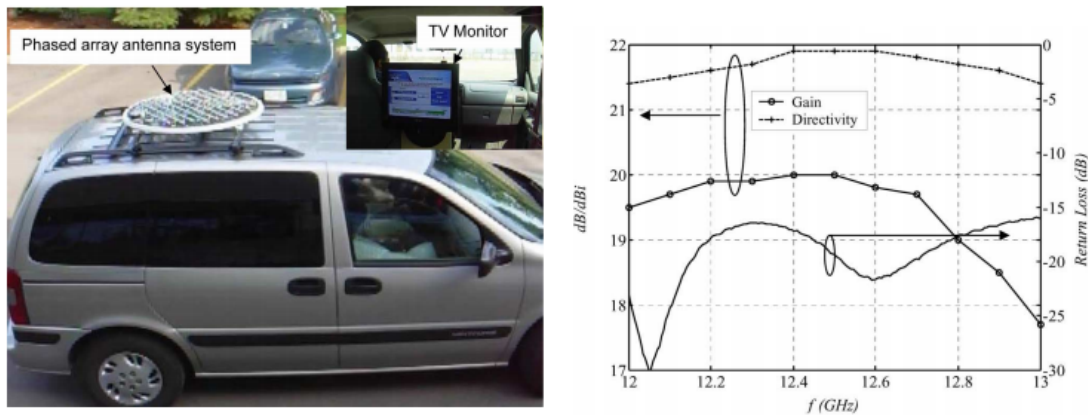 Phased array antenna system
TV Monitor
VENTURE
22
21
20
19
18
17
dB/dBi
Gain
Directivity
0
-5
-10
-15
-20
-25
-30
Return Loss (dB)
12
12.2
12.4
12.6
12.8
13
f (GHz)